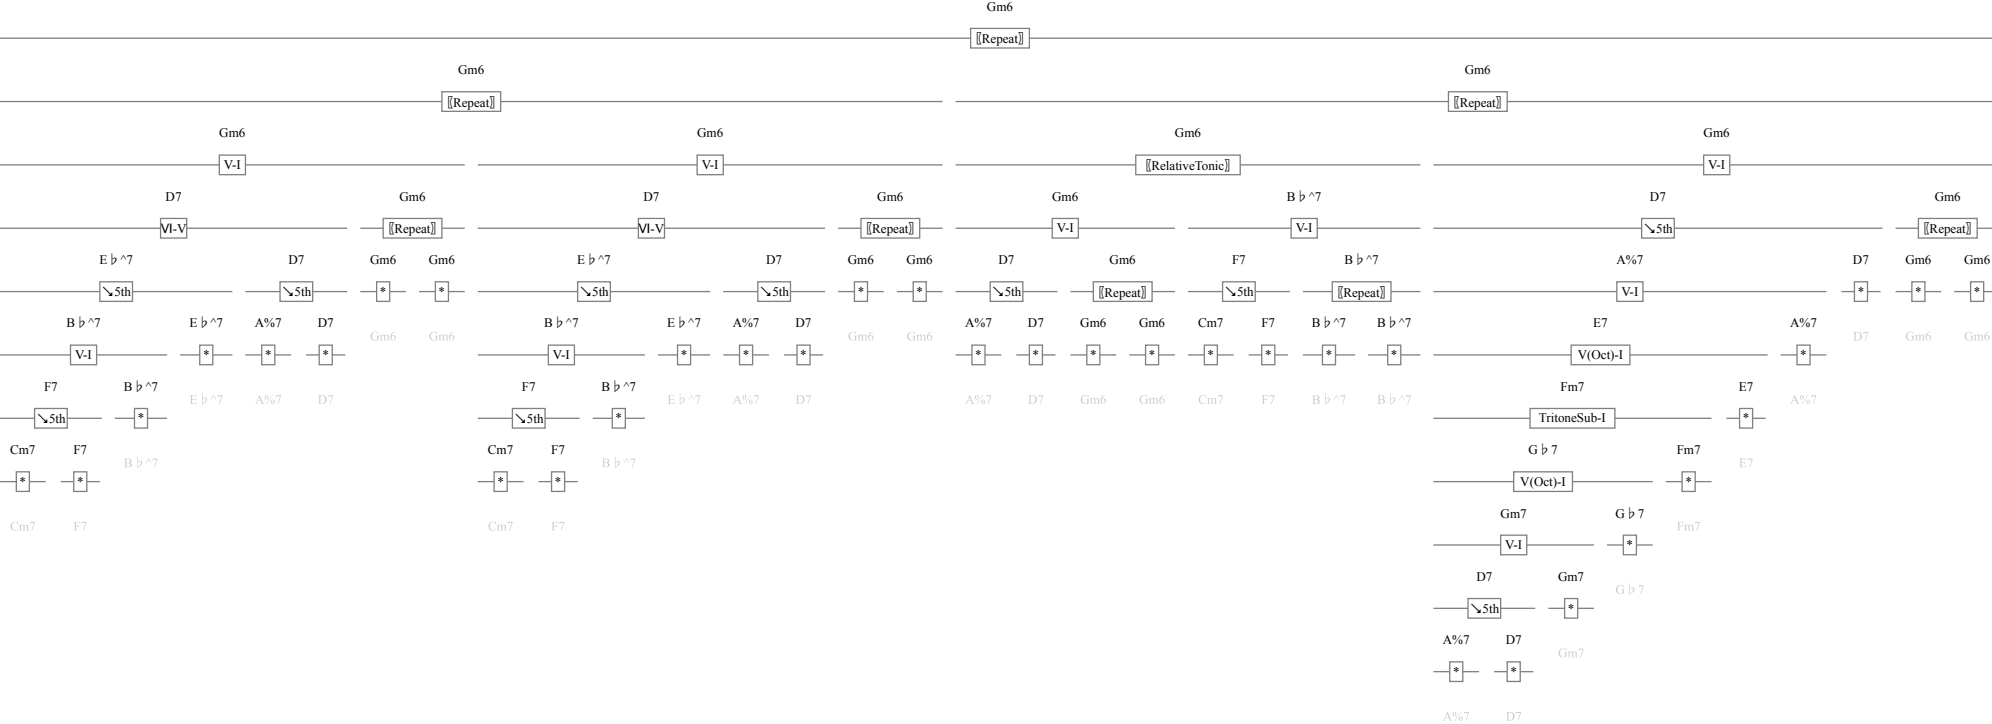 Gm6
⟦Repeat⟧
Gm6 Gm6
⟦Repeat⟧ ⟦Repeat⟧
Gm6 Gm6 Gm6 Gm6
V-I V-I ⟦RelativeTonic⟧ V-I
D7 Gm6 D7 Gm6 Gm6 B♭^7 D7 Gm6
Ⅵ-V ⟦Repeat⟧ Ⅵ-V ⟦Repeat⟧ V-I V-I ↘5th ⟦Repeat⟧
E♭^7 D7 Gm6 Gm6 E♭^7 D7 Gm6 Gm6 D7 Gm6 F7 B♭^7 A%7 D7 Gm6 Gm6
↘5th ↘5th * * ↘5th ↘5th * * ↘5th ⟦Repeat⟧ ↘5th ⟦Repeat⟧ V-I * * *
B♭^7 E♭^7 A%7 D7 Gm6 Gm6 B♭^7 E♭^7 A%7 D7 Gm6 Gm6 A%7 D7 Gm6 Gm6 Cm7 F7 B♭^7 B♭^7 E7 A%7 D7 Gm6 Gm6
V-I * * * V-I * * * * * * * * * * * V(Oct)-I *
F7 B♭^7 E♭^7 A%7 D7 F7 B♭^7 E♭^7 A%7 D7 A%7 D7 Gm6 Gm6 Cm7 F7 B♭^7 B♭^7 Fm7 E7 A%7
↘5th * ↘5th * TritoneSub-I *
Cm7 F7 B♭^7 Cm7 F7 B♭^7 G♭7 Fm7 E7
* * * * V(Oct)-I *
Cm7 F7 Cm7 F7 Gm7 G♭7 Fm7
V-I *
D7 Gm7 G♭7
↘5th *
A%7 D7 Gm7
* *
A%7 D7